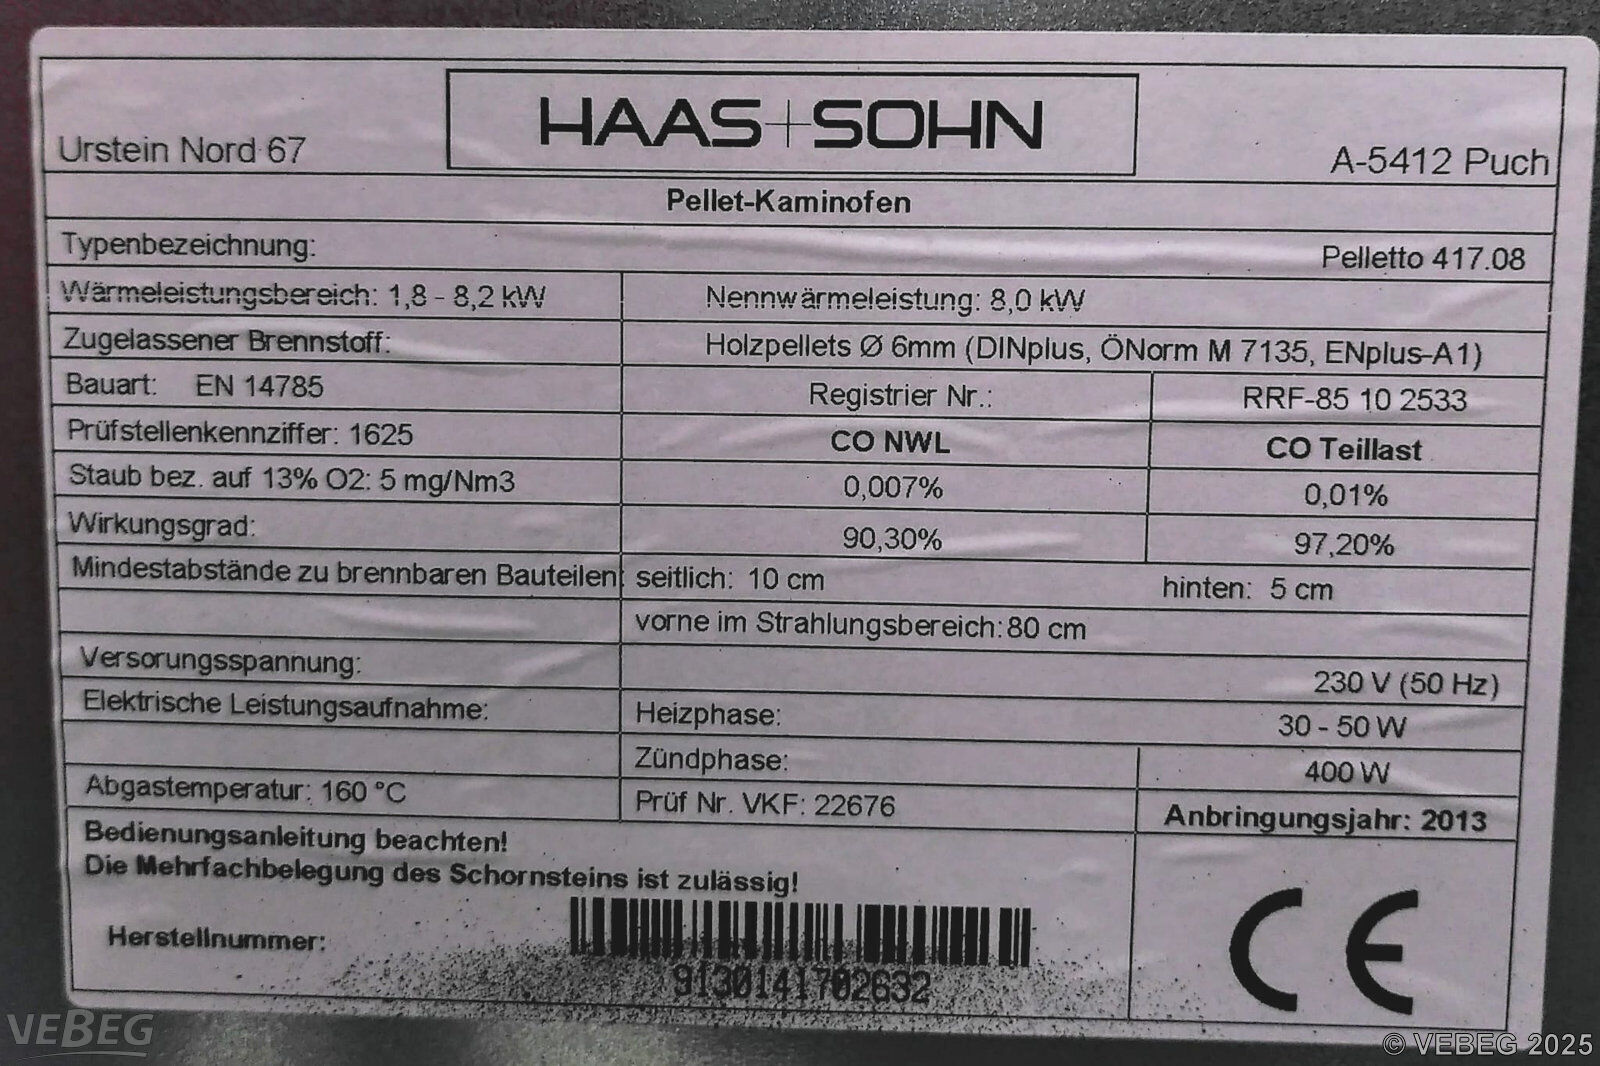 HAAS+SOHN
Urstein Nord 67
A-5412 Puch
Pellet-Kaminofen
Typenbezeichnung: Pelletto 417.08
Wärmeleistungsbereich: 1,8 - 8,2 kW Nennwärmeleistung: 8,0 kW
Zugelassener Brennstoff: Holzpellets Ø 6mm (DINplus, ÖNorm M 7135, ENplus-A1)
Bauart: EN 14785 Registrier Nr.: RRF-85 10 2533
Prüfstellenkennziffer: 1625 CO NWL CO Teillast
Staub bez. auf 13% O2: 5 mg/Nm3 0,007% 0,01%
Wirkungsgrad: 90,30% 97,20%
Mindestabstände zu brennbaren Bauteilen: seitlich: 10 cm hinten: 5 cm
vorne im Strahlungsbereich: 80 cm
Versorungsspannung: 230 V (50 Hz)
Elektrische Leistungsaufnahme: Heizphase: 30 - 50 W
Zündphase: 400 W
Abgastemperatur: 160 °C Prüf Nr. VKF: 22676 Anbringungsjahr: 2013
Bedienungsanleitung beachten!
Die Mehrfachbelegung des Schornsteins ist zulässig!
Herstellnummer: 9130141702632
CE
VEBEG
© VEBEG 2025